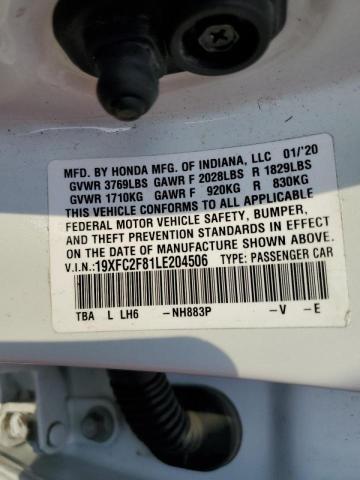 MFD. BY HONDA MFG. OF INDIANA, LLC 01/'20
GVWR 3769LBS GAWR F 2028LBS R 1829LBS
GVWR 1710KG GAWR F 920KG R 830KG
THIS VEHICLE CONFORMS TO ALL APPLICABLE
FEDERAL MOTOR VEHICLE SAFETY, BUMPER,
AND THEFT PREVENTION STANDARDS IN EFFECT
ON THE DATE OF MANUFACTURE SHOWN ABOVE.
V.I.N.: 19XFC2F81LE204506 TYPE: PASSENGER CAR
TBA L LH6 -NH883P -V -E